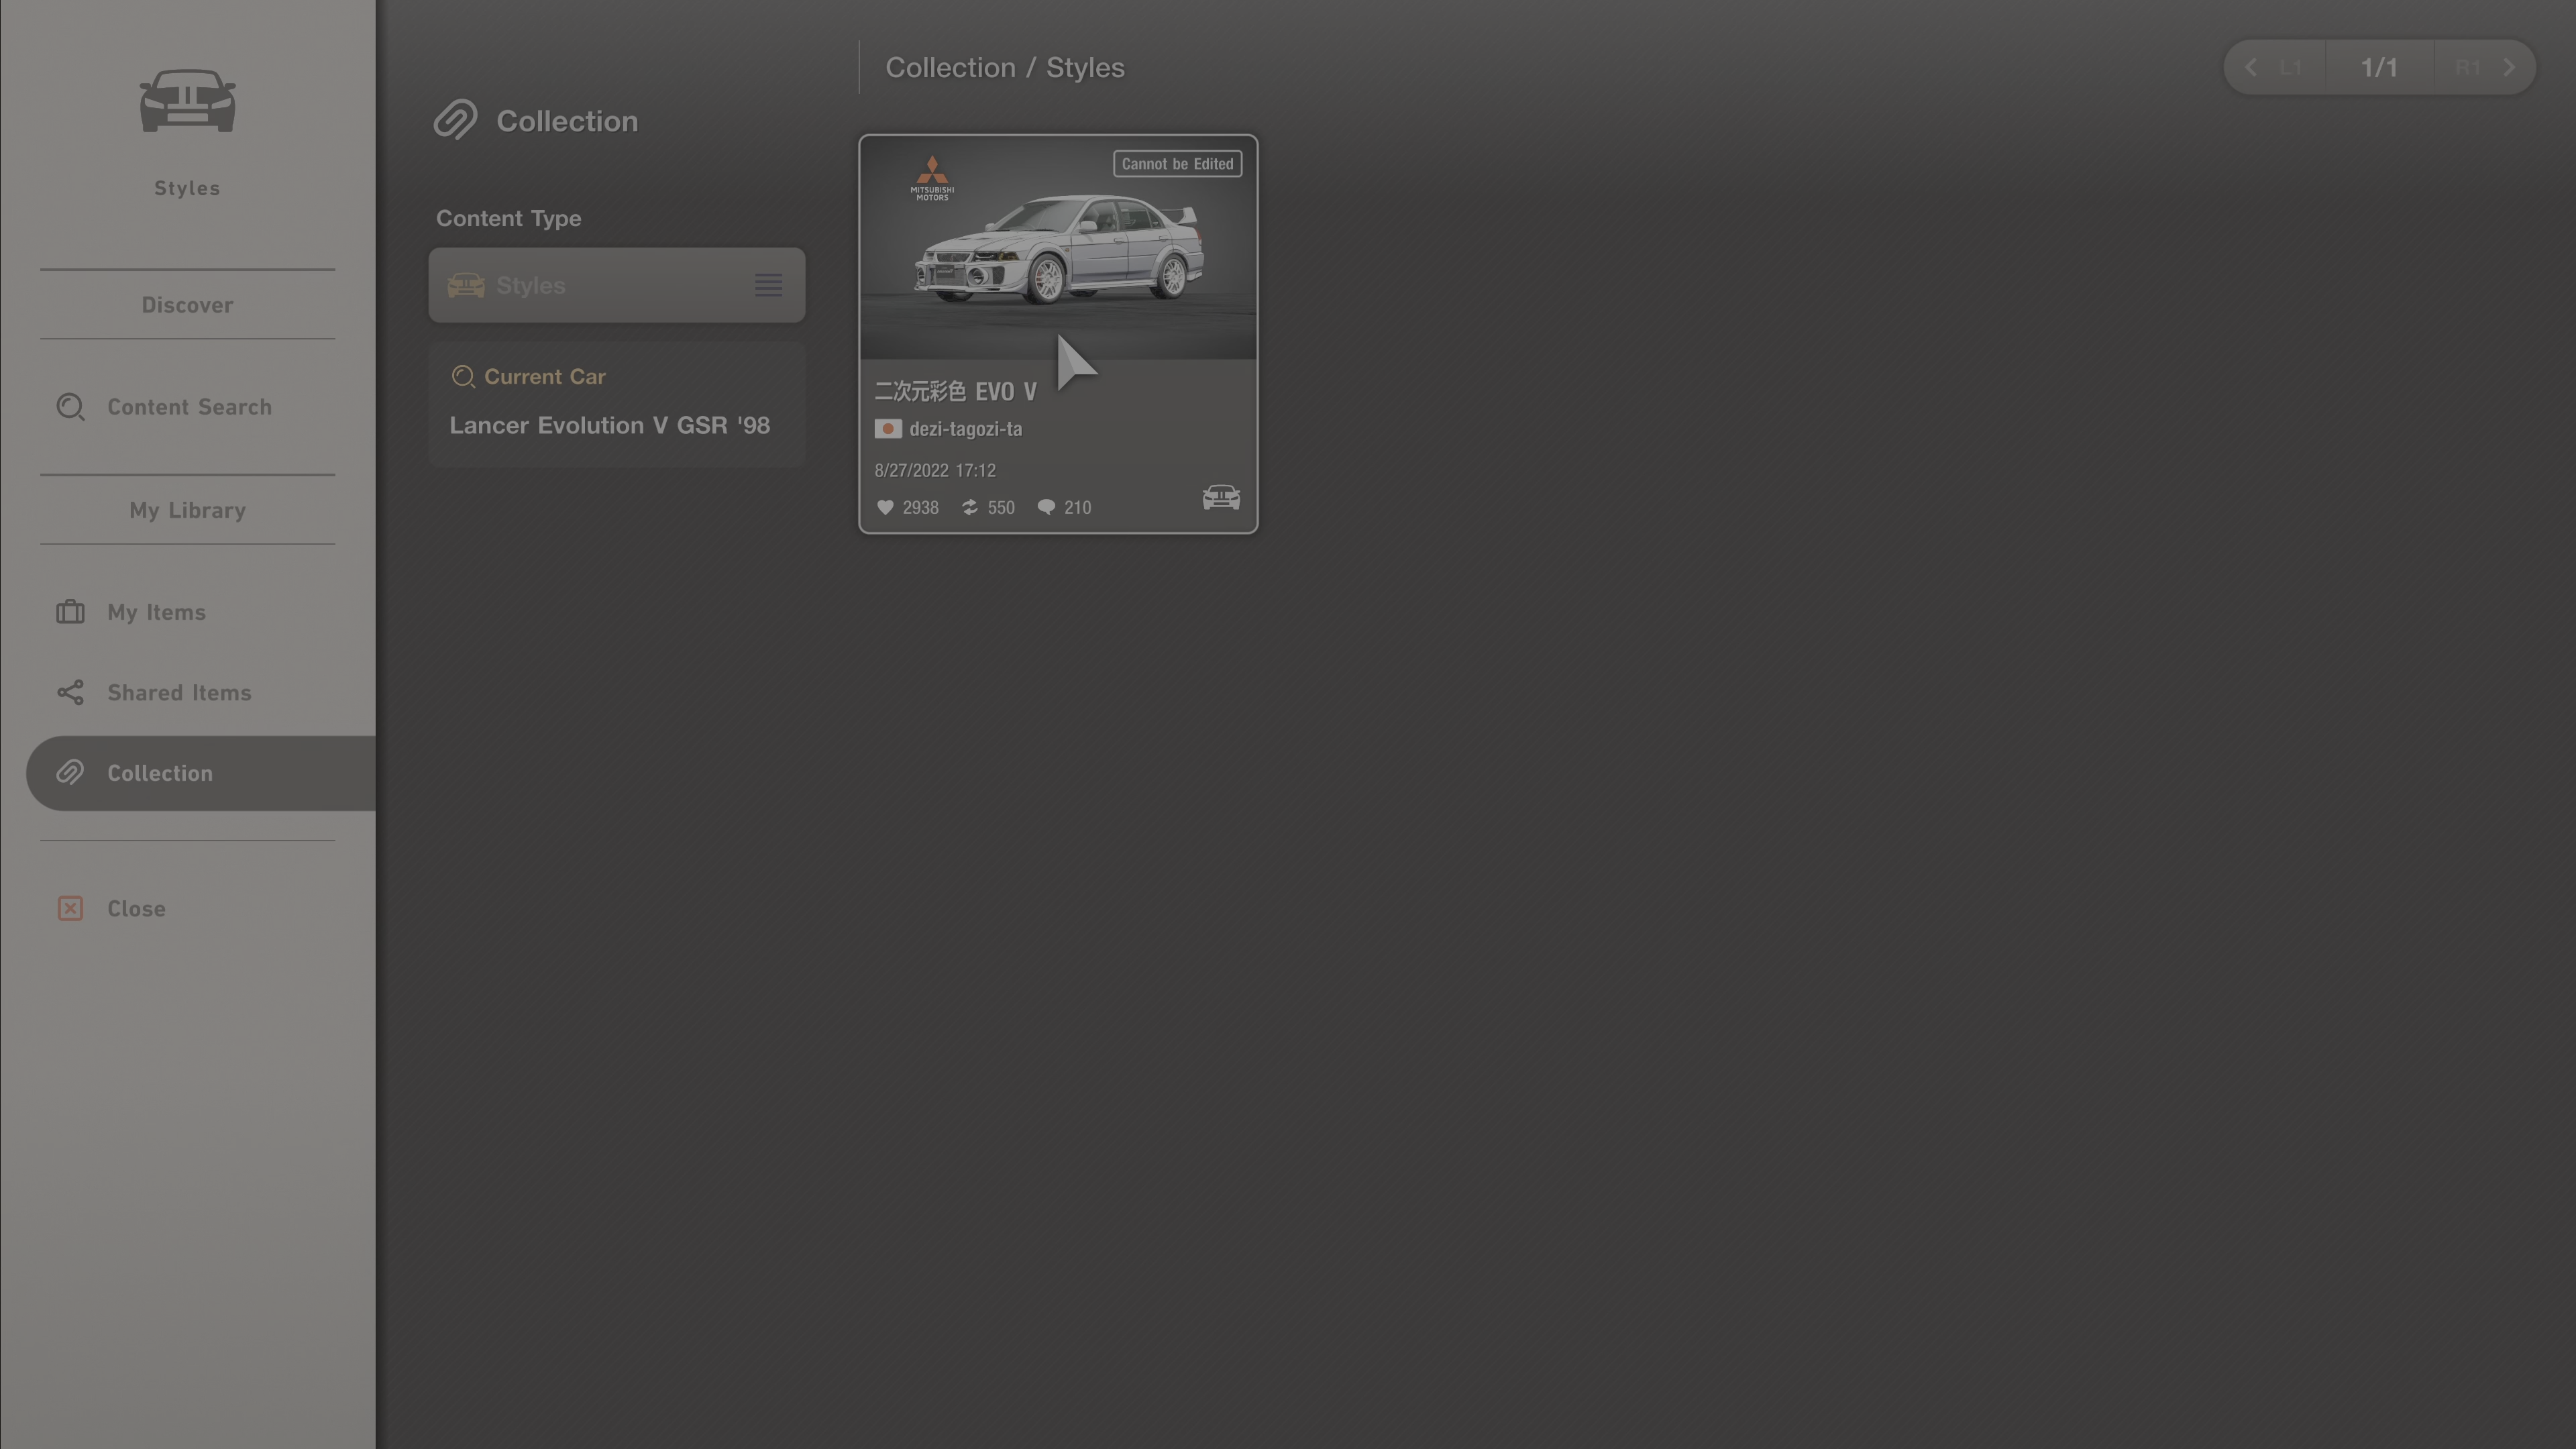 Styles
Discover
Content Search
My Library
My Items
Shared Items
Collection
Close
Collection
Content Type
Styles
Current Car
Lancer Evolution V GSR '98
Collection / Styles
L1 1/1 R1
Cannot be Edited
MITSUBISHI
MOTORS
二次元彩色 EVO V
dezi-tagozi-ta
8/27/2022 17:12
2938 550 210